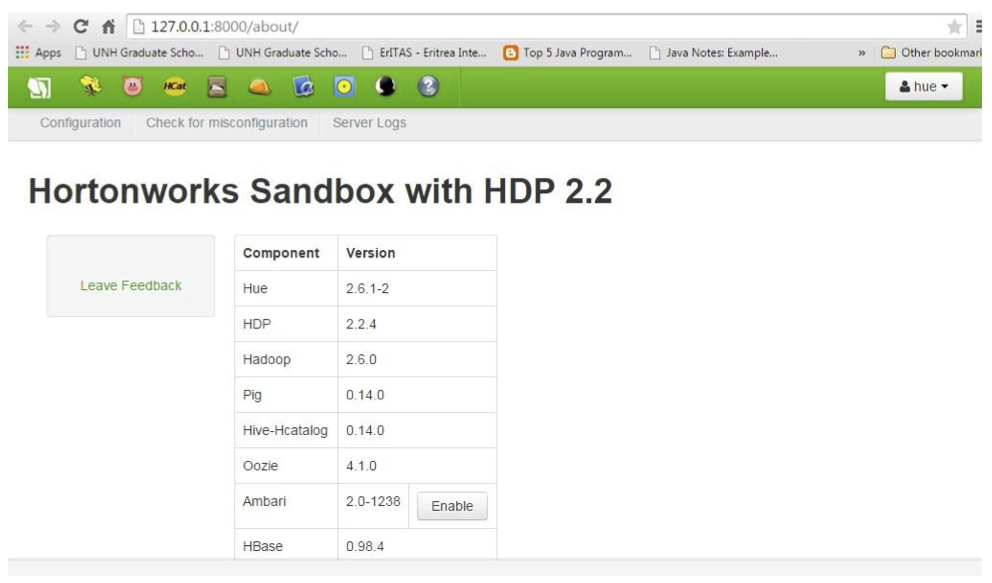 127.0.0.1:8000/about/
Apps UNH Graduate Scho... UNH Graduate Scho... ErITAS - Eritrea Inte... Top 5 Java Program... Java Notes: Example... » Other bookmar
HCat ? hue
Configuration Check for misconfiguration Server Logs
Hortonworks Sandbox with HDP 2.2
Leave Feedback
Component Version
Hue 2.6.1-2
HDP 2.2.4
Hadoop 2.6.0
Pig 0.14.0
Hive-Hcatalog 0.14.0
Oozie 4.1.0
Ambari 2.0-1238 Enable
HBase 0.98.4